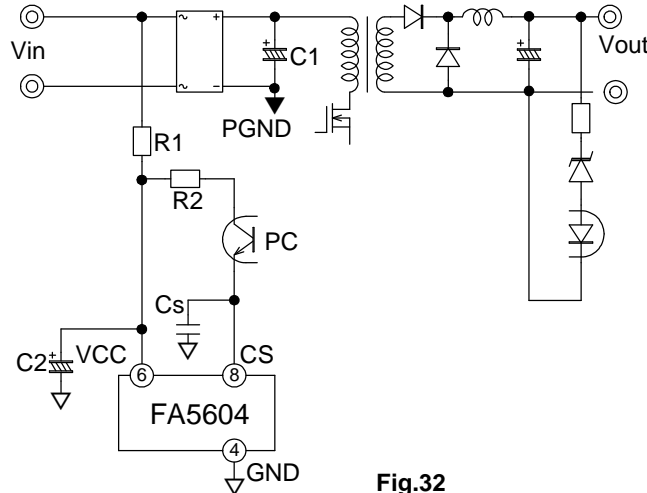 Vin
~
+
~
−
C1
PGND
Vout
R1
R2
PC
Cs
C2
VCC
CS
6
8
FA5604
4
GND
Fig.32